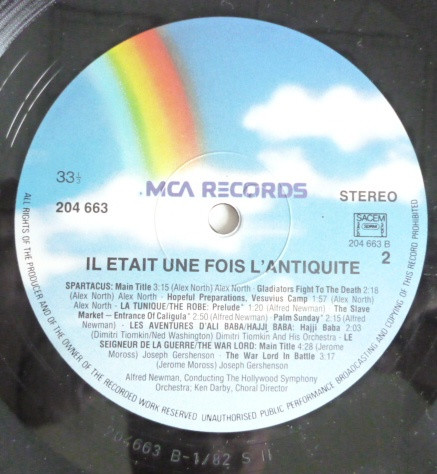 33⅓
MCA RECORDS
STEREO
204 663
SACEM
SDRM
204 663 B
2
IL ETAIT UNE FOIS L'ANTIQUITE
SPARTACUS: Main Title 3:15 (Alex North) Alex North · Gladiators Fight To The Death 2:18
(Alex North) Alex North · Hopeful Preparations, Vesuvius Camp 1:57 (Alex North)
Alex North · LA TUNIQUE/THE ROBE: Prelude" 1:20 (Alfred Newman) · The Slave
Market – Entrance Of Caligula" 2:50 (Alfred Newman) · Palm Sunday" 2:15 (Alfred
Newman) · LES AVENTURES D'ALI BABA/HAJJI BABA: Hajji Baba 2:03
(Dimitri Tiomkin/Ned Washington) Dimitri Tiomkin And His Orchestra · LE
SEIGNEUR DE LA GUERRE/THE WAR LORD: Main Title 4:28 (Jerome
Moross) Joseph Gershenson · The War Lord In Battle 3:17
(Jerome Moross) Joseph Gershenson
Alfred Newman, Conducting The Hollywood Symphony
Orchestra; Ken Darby, Choral Director
ALL RIGHTS OF THE PRODUCER AND OF THE OWNER OF THE RECORDED WORK RESERVED UNAUTHORISED PUBLIC PERFORMANCE BROADCASTING AND COPYING OF THIS RECORD PROHIBITED
204663 B-1/82 S II